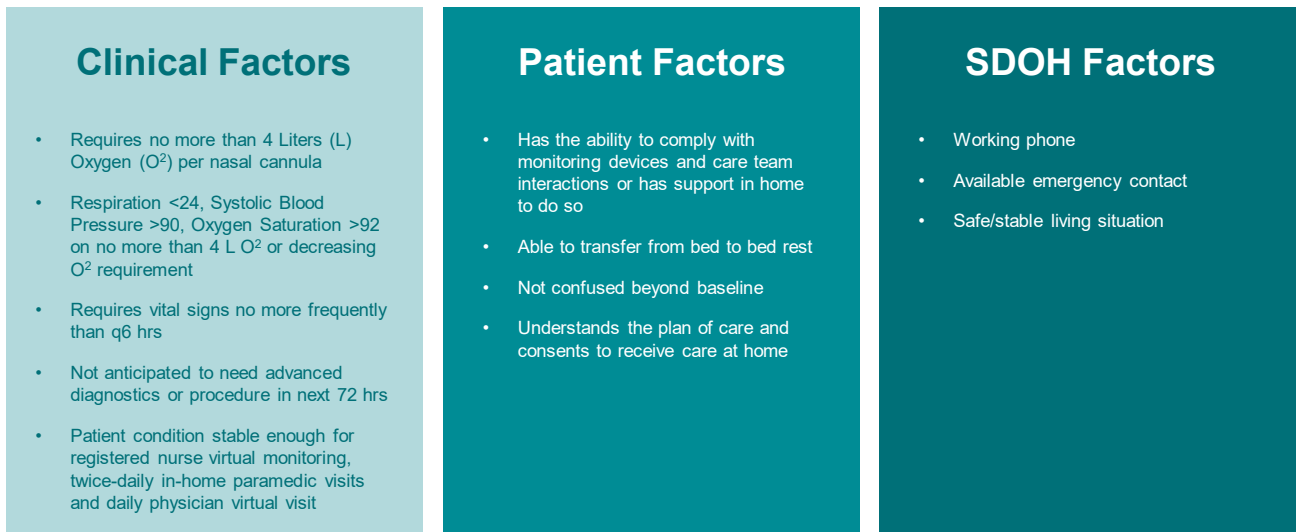 Clinical Factors
• Requires no more than 4 Liters (L)
Oxygen (O²) per nasal cannula
• Respiration <24, Systolic Blood
Pressure >90, Oxygen Saturation >92
on no more than 4 L O² or decreasing
O² requirement
• Requires vital signs no more frequently
than q6 hrs
• Not anticipated to need advanced
diagnostics or procedure in next 72 hrs
• Patient condition stable enough for
registered nurse virtual monitoring,
twice-daily in-home paramedic visits
and daily physician virtual visit
Patient Factors
• Has the ability to comply with
monitoring devices and care team
interactions or has support in home
to do so
• Able to transfer from bed to bed rest
• Not confused beyond baseline
• Understands the plan of care and
consents to receive care at home
SDOH Factors
• Working phone
• Available emergency contact
• Safe/stable living situation